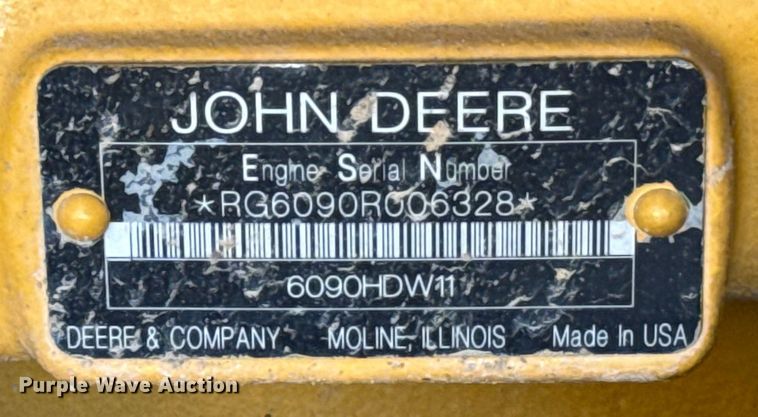 JOHN DEERE
Engine Serial Number
*RG6090R006328*
6090HDW11
DEERE & COMPANY MOLINE, ILLINOIS Made In USA
Purple Wave Auction